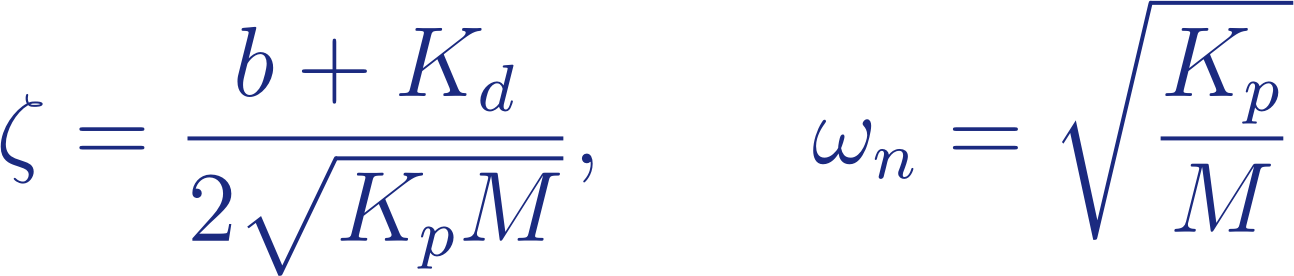 ζ = (b + K_d) / (2√(K_p M)), ω_n = √(K_p / M)